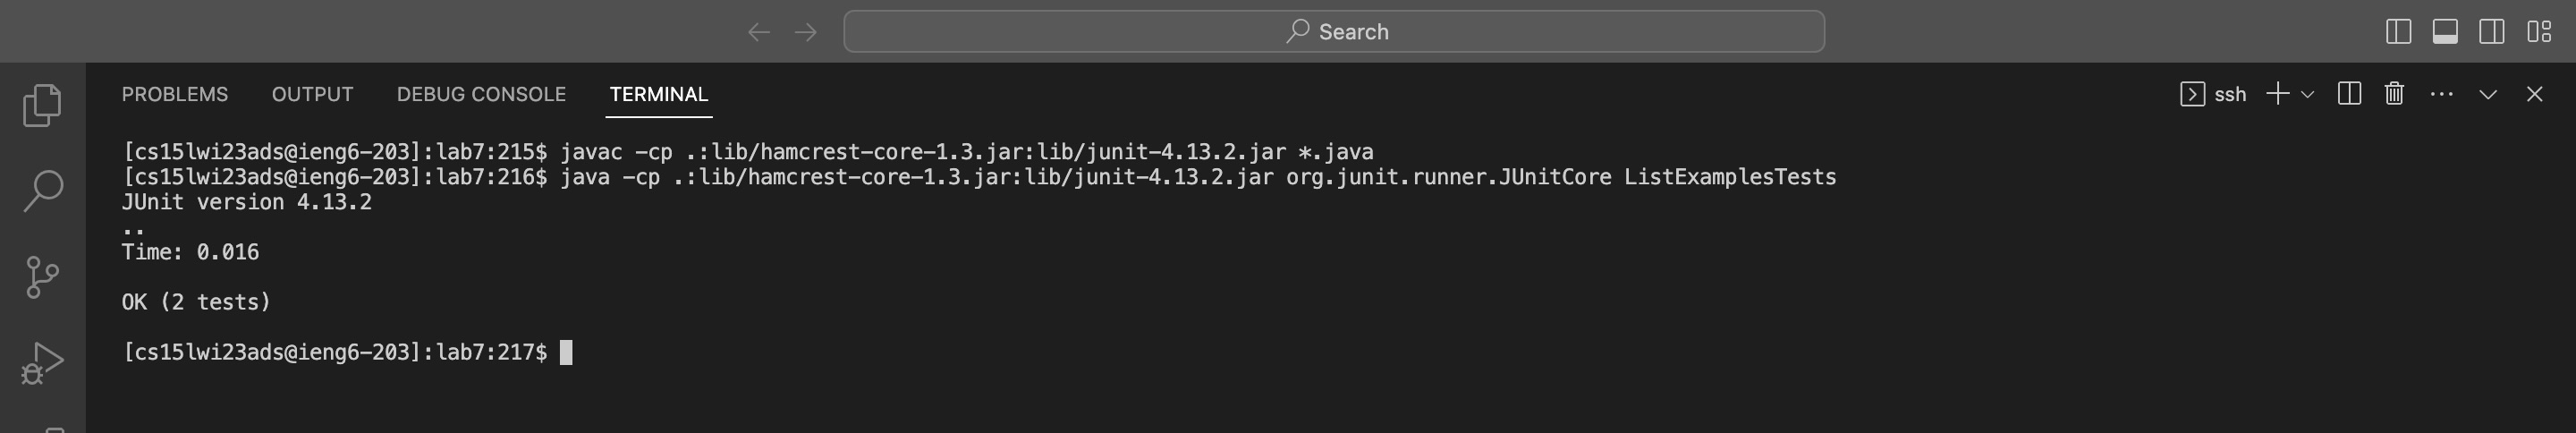 Search
PROBLEMS OUTPUT DEBUG CONSOLE TERMINAL ssh
[cs15lwi23ads@ieng6-203]:lab7:215$ javac -cp .:lib/hamcrest-core-1.3.jar:lib/junit-4.13.2.jar *.java
[cs15lwi23ads@ieng6-203]:lab7:216$ java -cp .:lib/hamcrest-core-1.3.jar:lib/junit-4.13.2.jar org.junit.runner.JUnitCore ListExamplesTests
JUnit version 4.13.2
..
Time: 0.016
OK (2 tests)
[cs15lwi23ads@ieng6-203]:lab7:217$